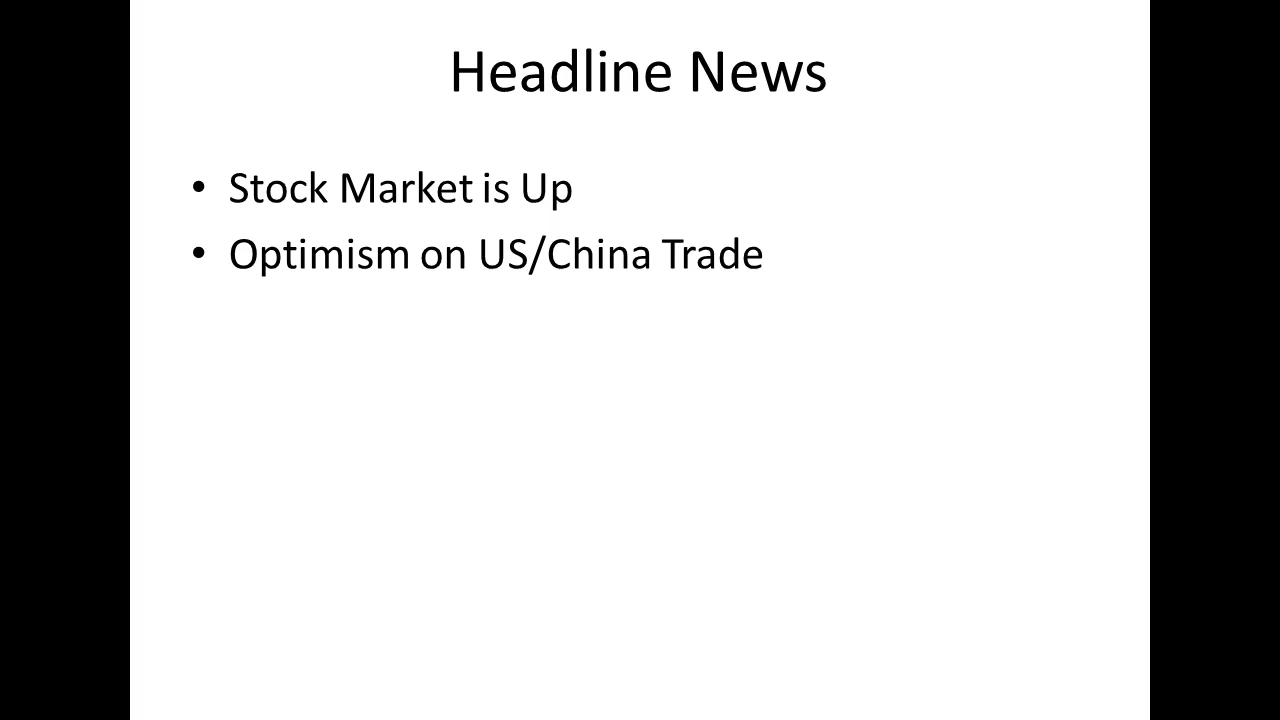 Headline News
• Stock Market is Up
• Optimism on US/China Trade